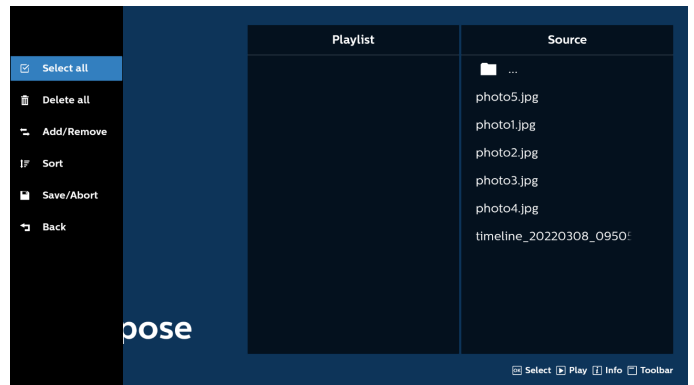 Playlist
Source
Select all
...
Delete all
photo5.jpg
Add/Remove
photo1.jpg
photo2.jpg
Sort
photo3.jpg
Save/Abort
photo4.jpg
Back
timeline_20220308_0950
pose
OK Select Play i Info Toolbar